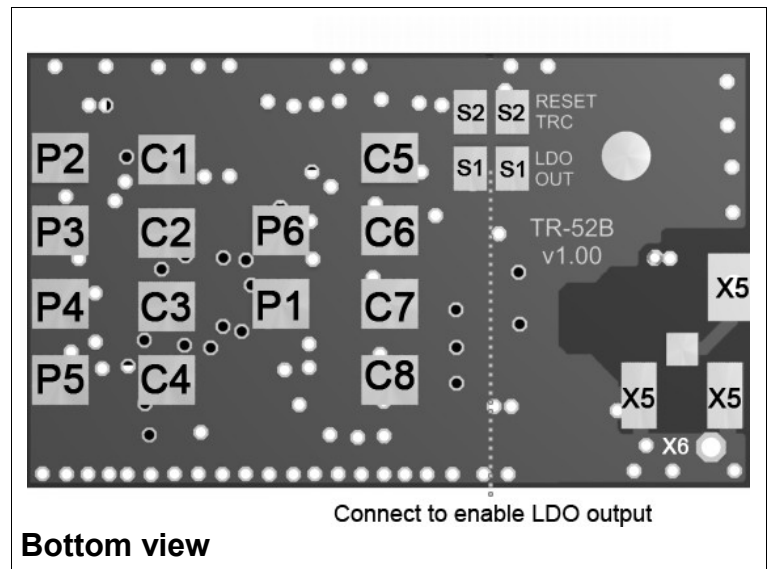 S2 S2 RESET
TRC
P2 C1 C5 S1 S1 LDO
OUT
P3 C2 P6 C6 TR-52B
v1.00
P4 C3 P1 C7 X5
P5 C4 C8 X5 X5
X6
Connect to enable LDO output
Bottom view